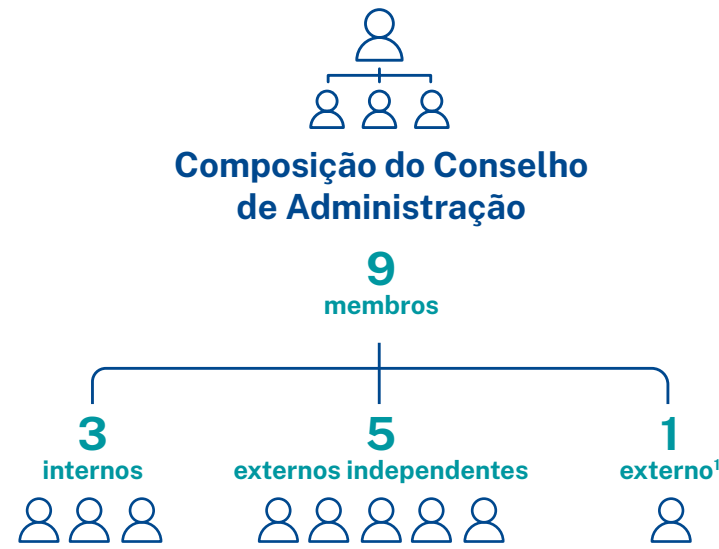 Composição do Conselho
de Administração
9
membros
3
internos
5
externos independentes
1
externo¹